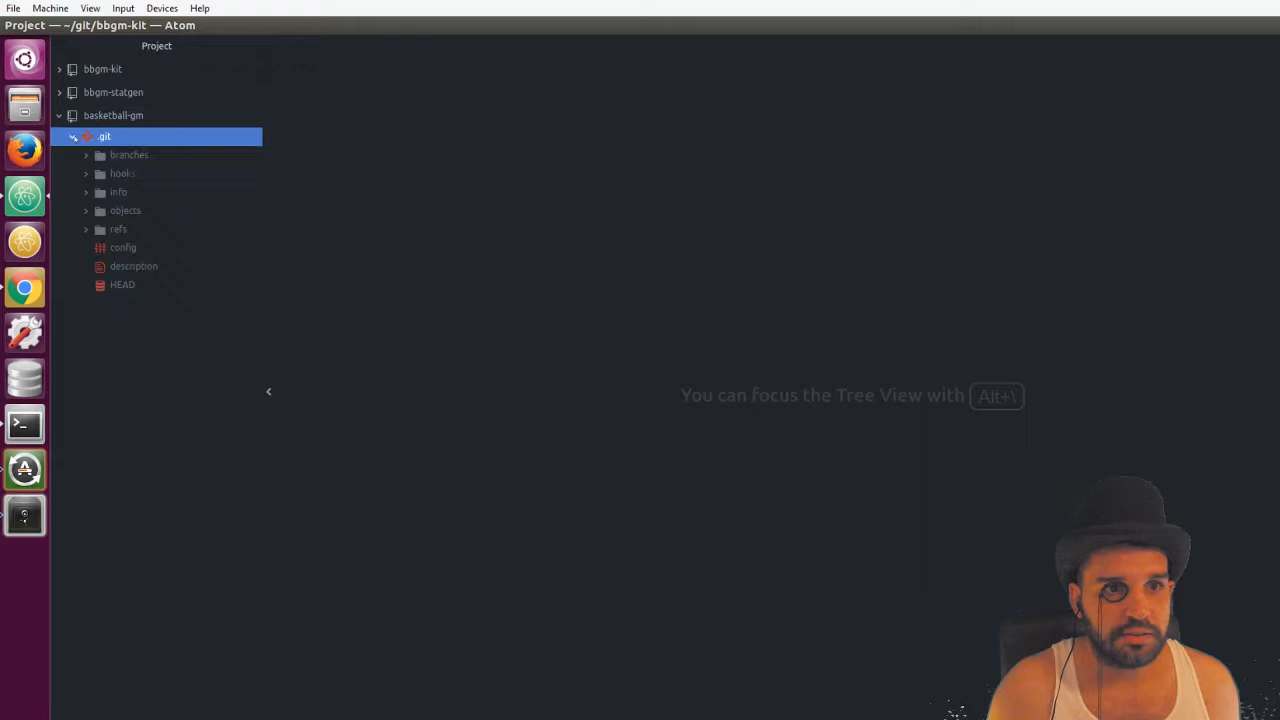 File Machine View Input Devices Help
Project — ~/git/bbgm-kit — Atom
Project
bbgm-kit
bbgm-statgen
basketball-gm
.git
branches
hooks
info
objects
refs
config
description
HEAD
You can focus the Tree View with Alt+\